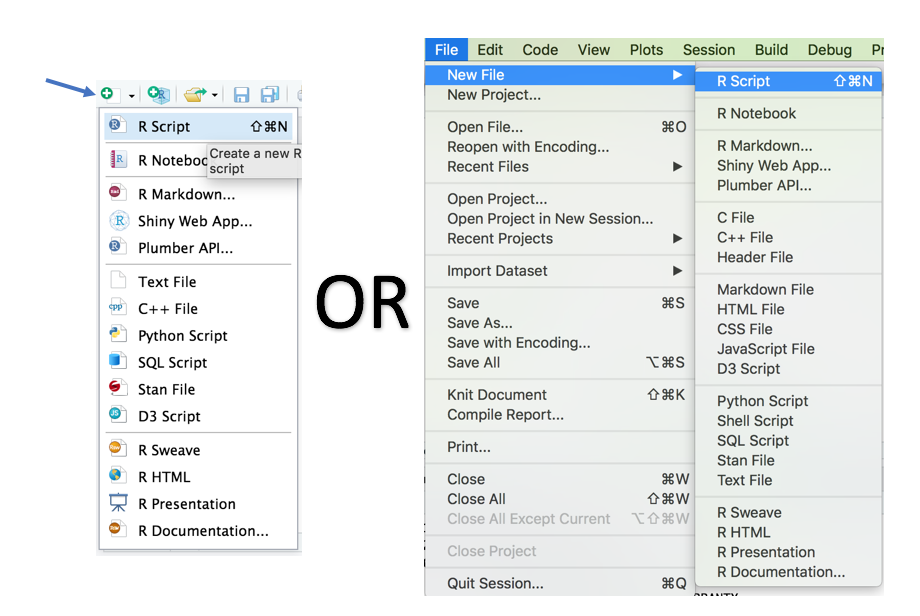 R Script ⇧⌘N
R Noteboo
Create a new R
script
R Markdown...
Shiny Web App...
Plumber API...
Text File
C++ File
Python Script
SQL Script
Stan File
D3 Script
R Sweave
R HTML
R Presentation
R Documentation...
OR
File Edit Code View Plots Session Build Debug Pr
New File
New Project...
Open File... ⌘O
Reopen with Encoding...
Recent Files
Open Project...
Open Project in New Session...
Recent Projects
Import Dataset
Save ⌘S
Save As...
Save with Encoding...
Save All ⌥⌘S
Knit Document ⇧⌘K
Compile Report...
Print...
Close ⌘W
Close All ⇧⌘W
Close All Except Current ⌥⇧⌘W
Close Project
Quit Session... ⌘Q
R Script ⇧⌘N
R Notebook
R Markdown...
Shiny Web App...
Plumber API...
C File
C++ File
Header File
Markdown File
HTML File
CSS File
JavaScript File
D3 Script
Python Script
Shell Script
SQL Script
Stan File
Text File
R Sweave
R HTML
R Presentation
R Documentation...